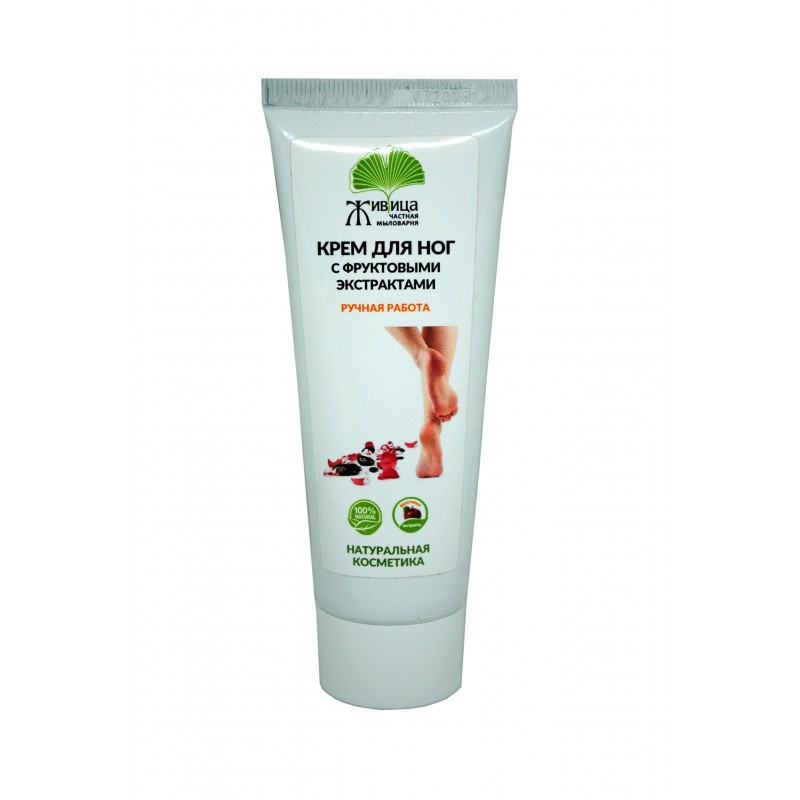 Живица
ЧАСТНАЯ
МЫЛОВАРНЯ
КРЕМ ДЛЯ НОГ
С ФРУКТОВЫМИ
ЭКСТРАКТАМИ
РУЧНАЯ РАБОТА
100%
NATURAL
НАТУРАЛЬНАЯ
КОСМЕТИКА